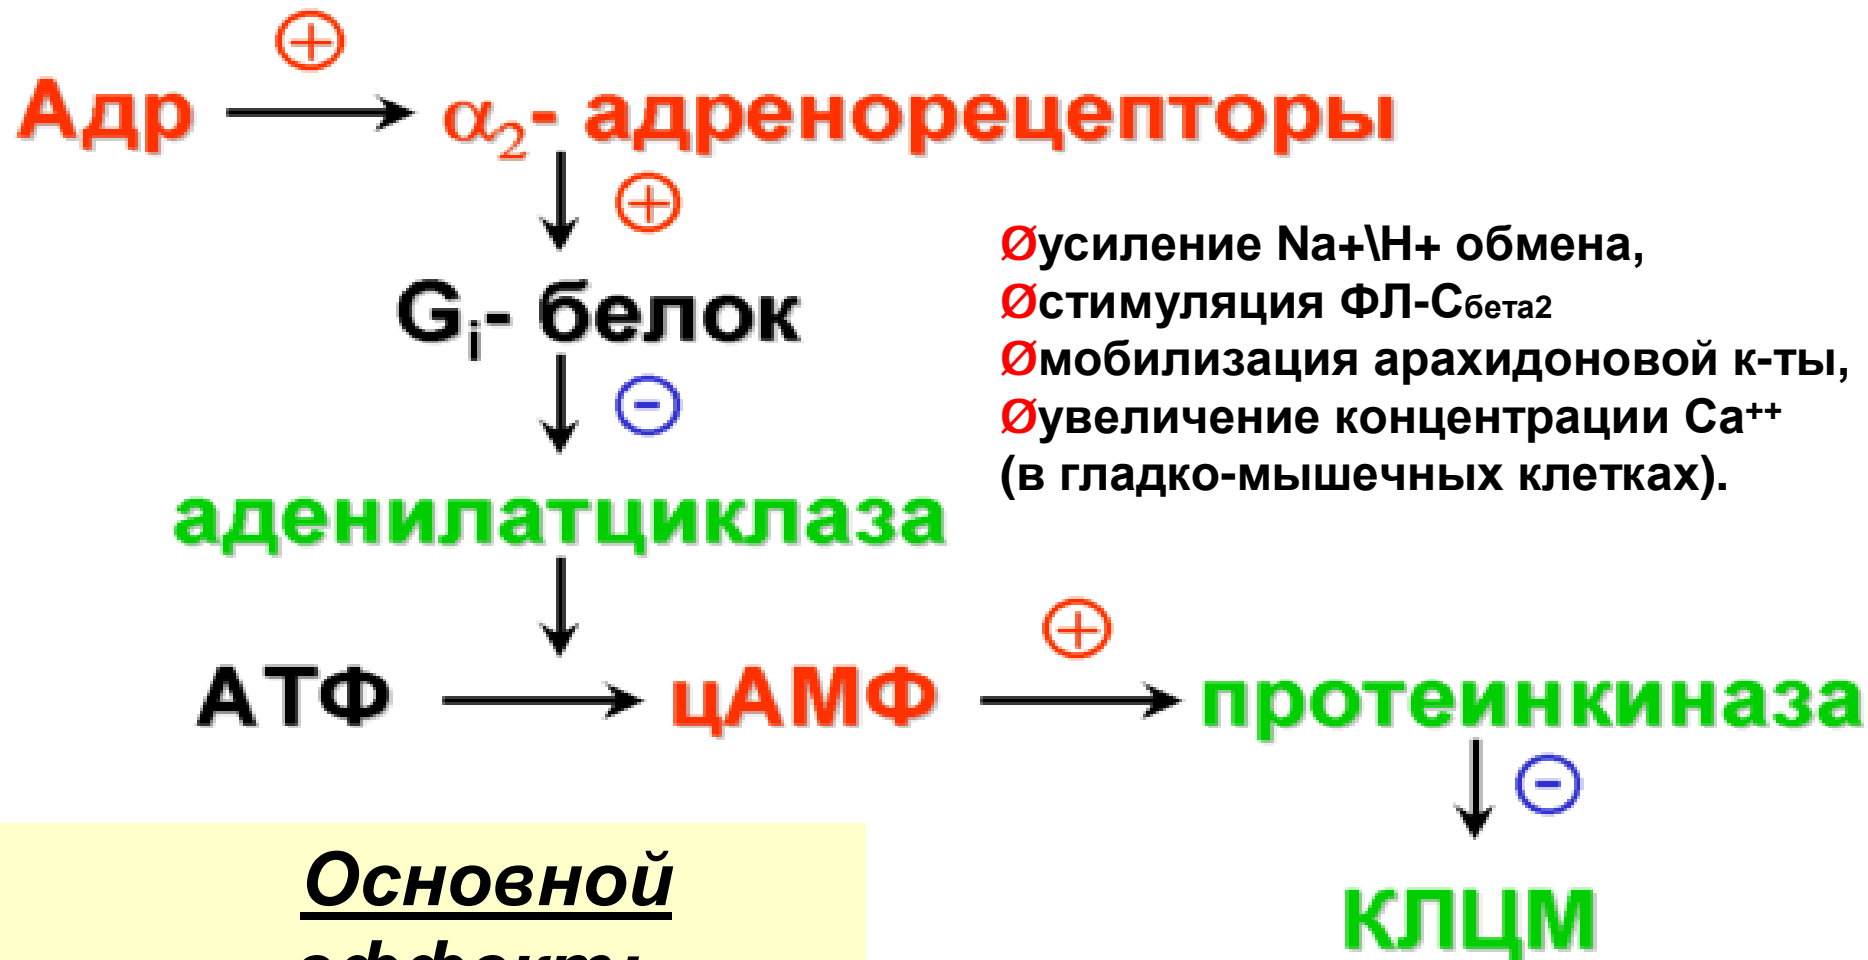 Адр
α₂- адренорецепторы
Øусиление Na+\H+ обмена,
Øстимуляция ФЛ-Сбета2
Øмобилизация арахидоновой к-ты,
Øувеличение концентрации Ca⁺⁺
(в гладко-мышечных клетках).
Gᵢ- белок
аденилатциклаза
АТФ
цАМФ
протеинкиназа
КЛЦМ
Основной